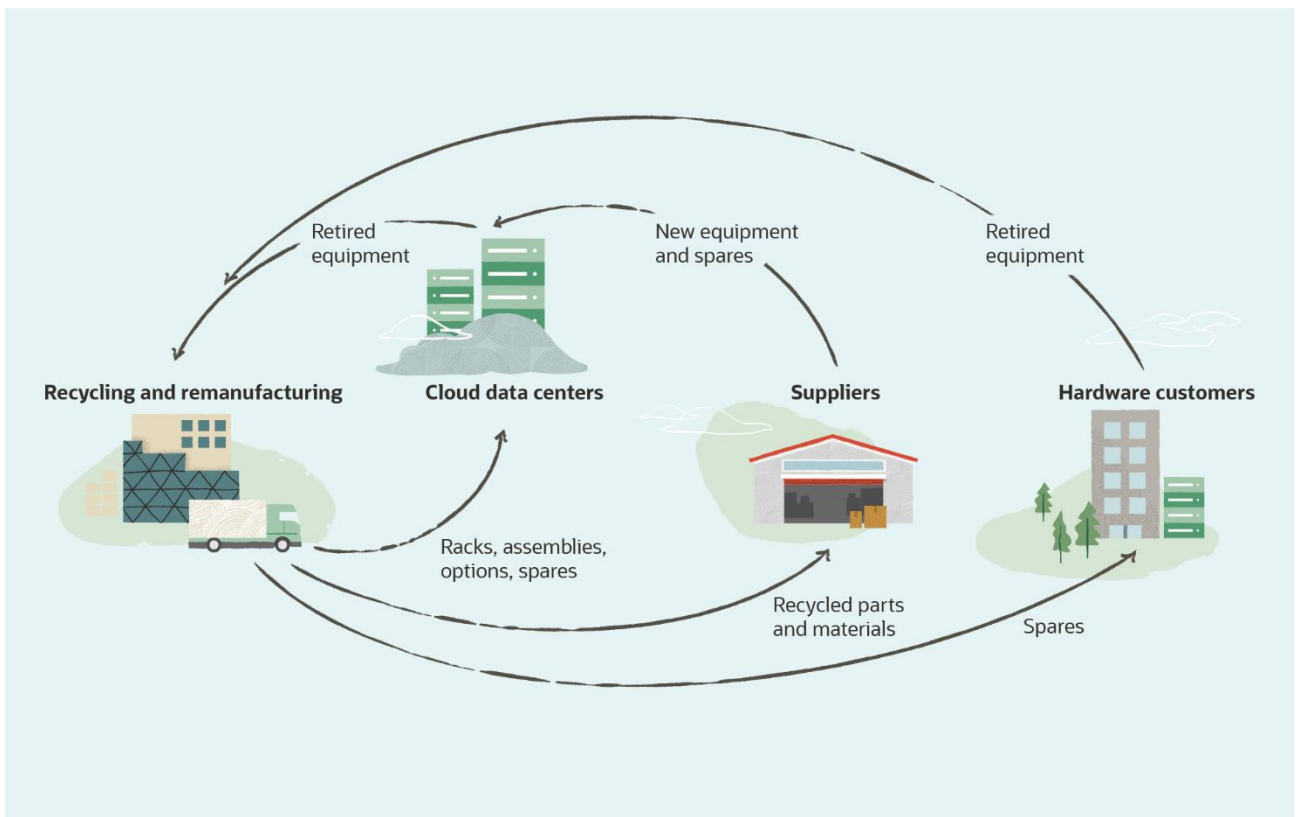 Retired
equipment
New equipment
and spares
Retired
equipment
Recycling and remanufacturing
Cloud data centers
Suppliers
Hardware customers
Racks, assemblies,
options, spares
Recycled parts
and materials
Spares